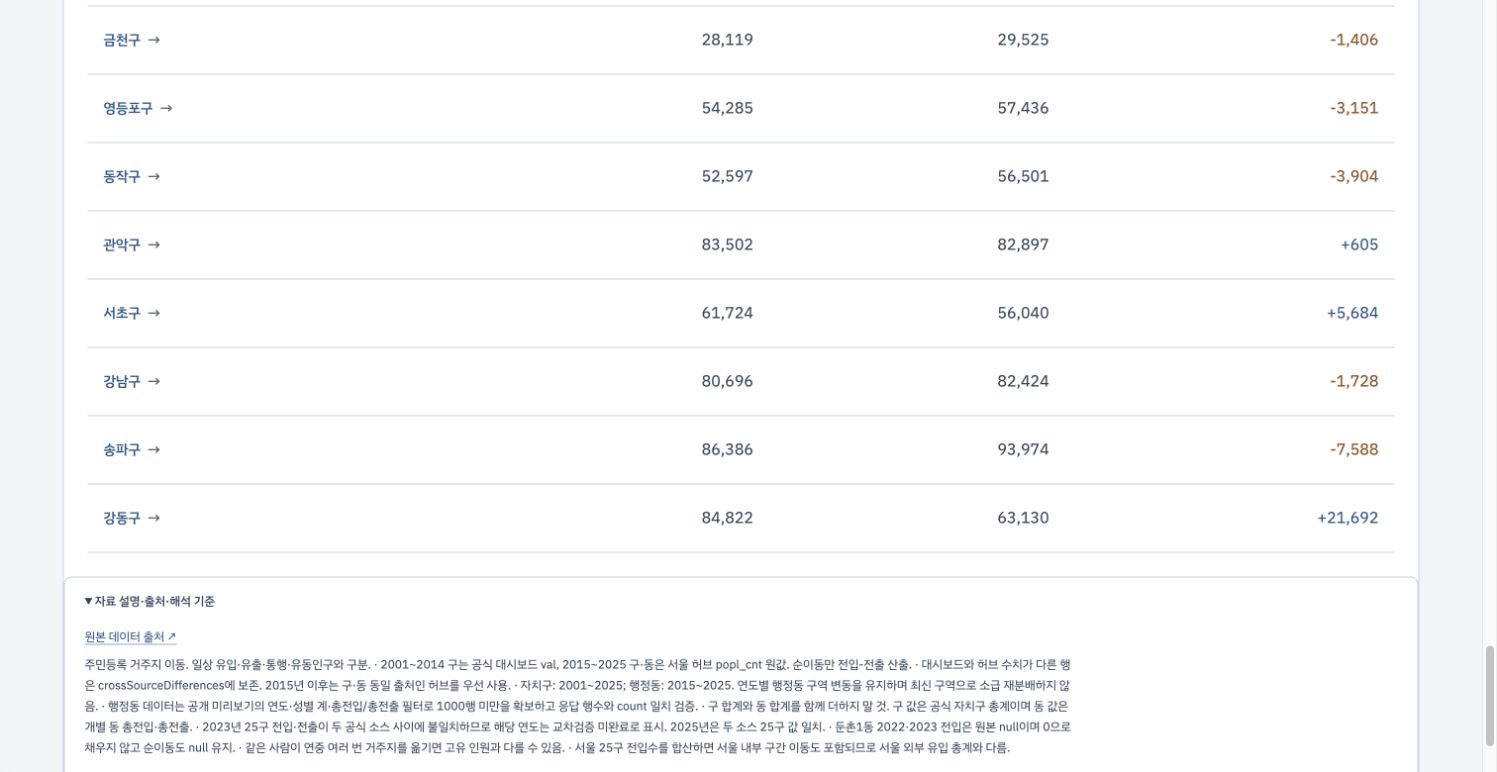 금천구 → 28,119 29,525 -1,406
영등포구 → 54,285 57,436 -3,151
동작구 → 52,597 56,501 -3,904
관악구 → 83,502 82,897 +605
서초구 → 61,724 56,040 +5,684
강남구 → 80,696 82,424 -1,728
송파구 → 86,386 93,974 -7,588
강동구 → 84,822 63,130 +21,692
▼ 자료 설명·출처·해석 기준
원본 데이터 출처 ↗
주민등록 거주지 이동. 일상 유입·유출·통행·유동인구와 구분. · 2001~2014 구는 공식 대시보드 val, 2015~2025 구·동은 서울 허브 popl_cnt 원값. 순이동만 전입-전출 산출. · 대시보드와 허브 수치가 다른 행
은 crossSourceDifferences에 보존. 2015년 이후는 구·동 동일 출처인 허브를 우선 사용. · 자치구: 2001~2025; 행정동: 2015~2025. 연도별 행정동 구역 변동을 유지하며 최신 구역으로 소급 재분배하지 않
음. · 행정동 데이터는 공개 미리보기의 연도·성별 계·총전입/총전출 필터로 1000행 미만을 확보하고 응답 행수와 count 일치 검증. · 구 합계와 동 합계를 함께 더하지 말 것. 구 값은 공식 자치구 총계이며 동 값은
개별 동 총전입·총전출. · 2023년 25구 전입·전출이 두 공식 소스 사이에 불일치하므로 해당 연도는 교차검증 미완료로 표시. 2025년은 두 소스 25구 값 일치. · 둔촌1동 2022·2023 전입은 원본 null이며 0으로
채우지 않고 순이동도 null 유지. · 같은 사람이 연중 여러 번 거주지를 옮기면 고유 인원과 다를 수 있음. · 서울 25구 전입수를 합산하면 서울 내부 구간 이동도 포함되므로 서울 외부 유입 총계와 다름.